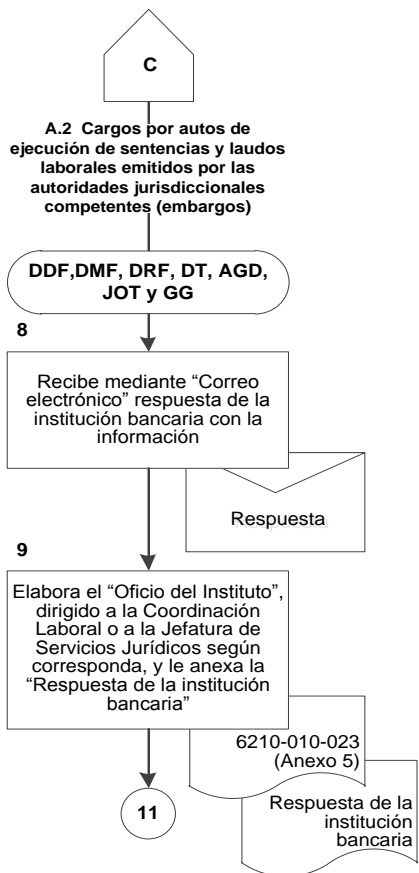 C
A.2 Cargos por autos de
ejecución de sentencias y laudos
laborales emitidos por las
autoridades jurisdiccionales
competentes (embargos)
DDF,DMF, DRF, DT, AGD,
JOT y GG
8
Recibe mediante “Correo
electrónico” respuesta de la
institución bancaria con la
información
Respuesta
9
Elabora el “Oficio del Instituto”,
dirigido a la Coordinación
Laboral o a la Jefatura de
Servicios Jurídicos según
corresponda, y le anexa la
“Respuesta de la institución
bancaria”
6210-010-023
(Anexo 5)
Respuesta de la
institución
bancaria
11